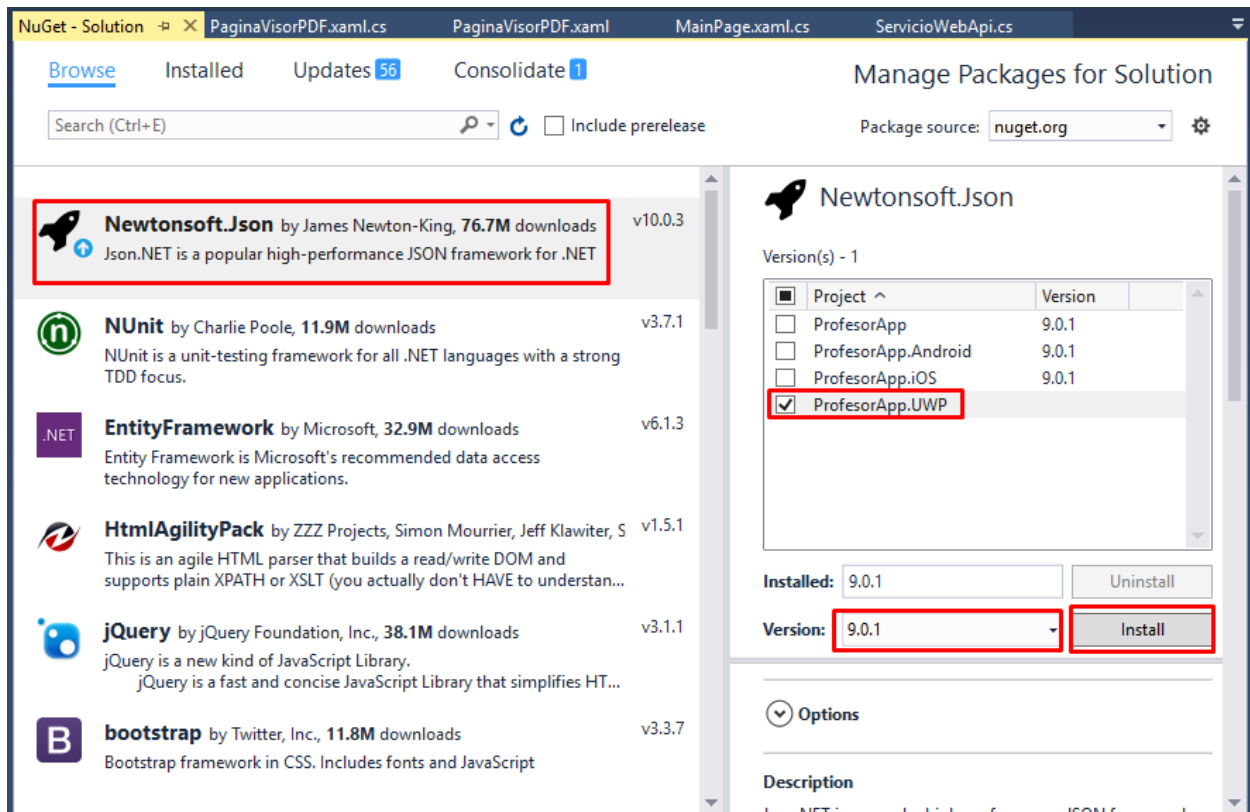 NuGet - Solution PaginaVisorPDF.xaml.cs PaginaVisorPDF.xaml MainPage.xaml.cs ServicioWebApi.cs
Browse Installed Updates 56 Consolidate 1
Manage Packages for Solution
Search (Ctrl+E) Include prerelease
Package source: nuget.org
Newtonsoft.Json by James Newton-King, 76.7M downloads v10.0.3
Json.NET is a popular high-performance JSON framework for .NET
NUnit by Charlie Poole, 11.9M downloads v3.7.1
NUnit is a unit-testing framework for all .NET languages with a strong
TDD focus.
.NET
EntityFramework by Microsoft, 32.9M downloads v6.1.3
Entity Framework is Microsoft's recommended data access
technology for new applications.
HtmlAgilityPack by ZZZ Projects, Simon Mourrier, Jeff Klawiter, S v1.5.1
This is an agile HTML parser that builds a read/write DOM and
supports plain XPATH or XSLT (you actually don't HAVE to understan...
jQuery by jQuery Foundation, Inc., 38.1M downloads v3.1.1
jQuery is a new kind of JavaScript Library.
jQuery is a fast and concise JavaScript Library that simplifies HT...
B
bootstrap by Twitter, Inc., 11.8M downloads v3.3.7
Bootstrap framework in CSS. Includes fonts and JavaScript
Newtonsoft.Json
Version(s) - 1
Project Version
ProfesorApp 9.0.1
ProfesorApp.Android 9.0.1
ProfesorApp.iOS 9.0.1
ProfesorApp.UWP
Installed: 9.0.1 Uninstall
Version: 9.0.1 Install
Options
Description